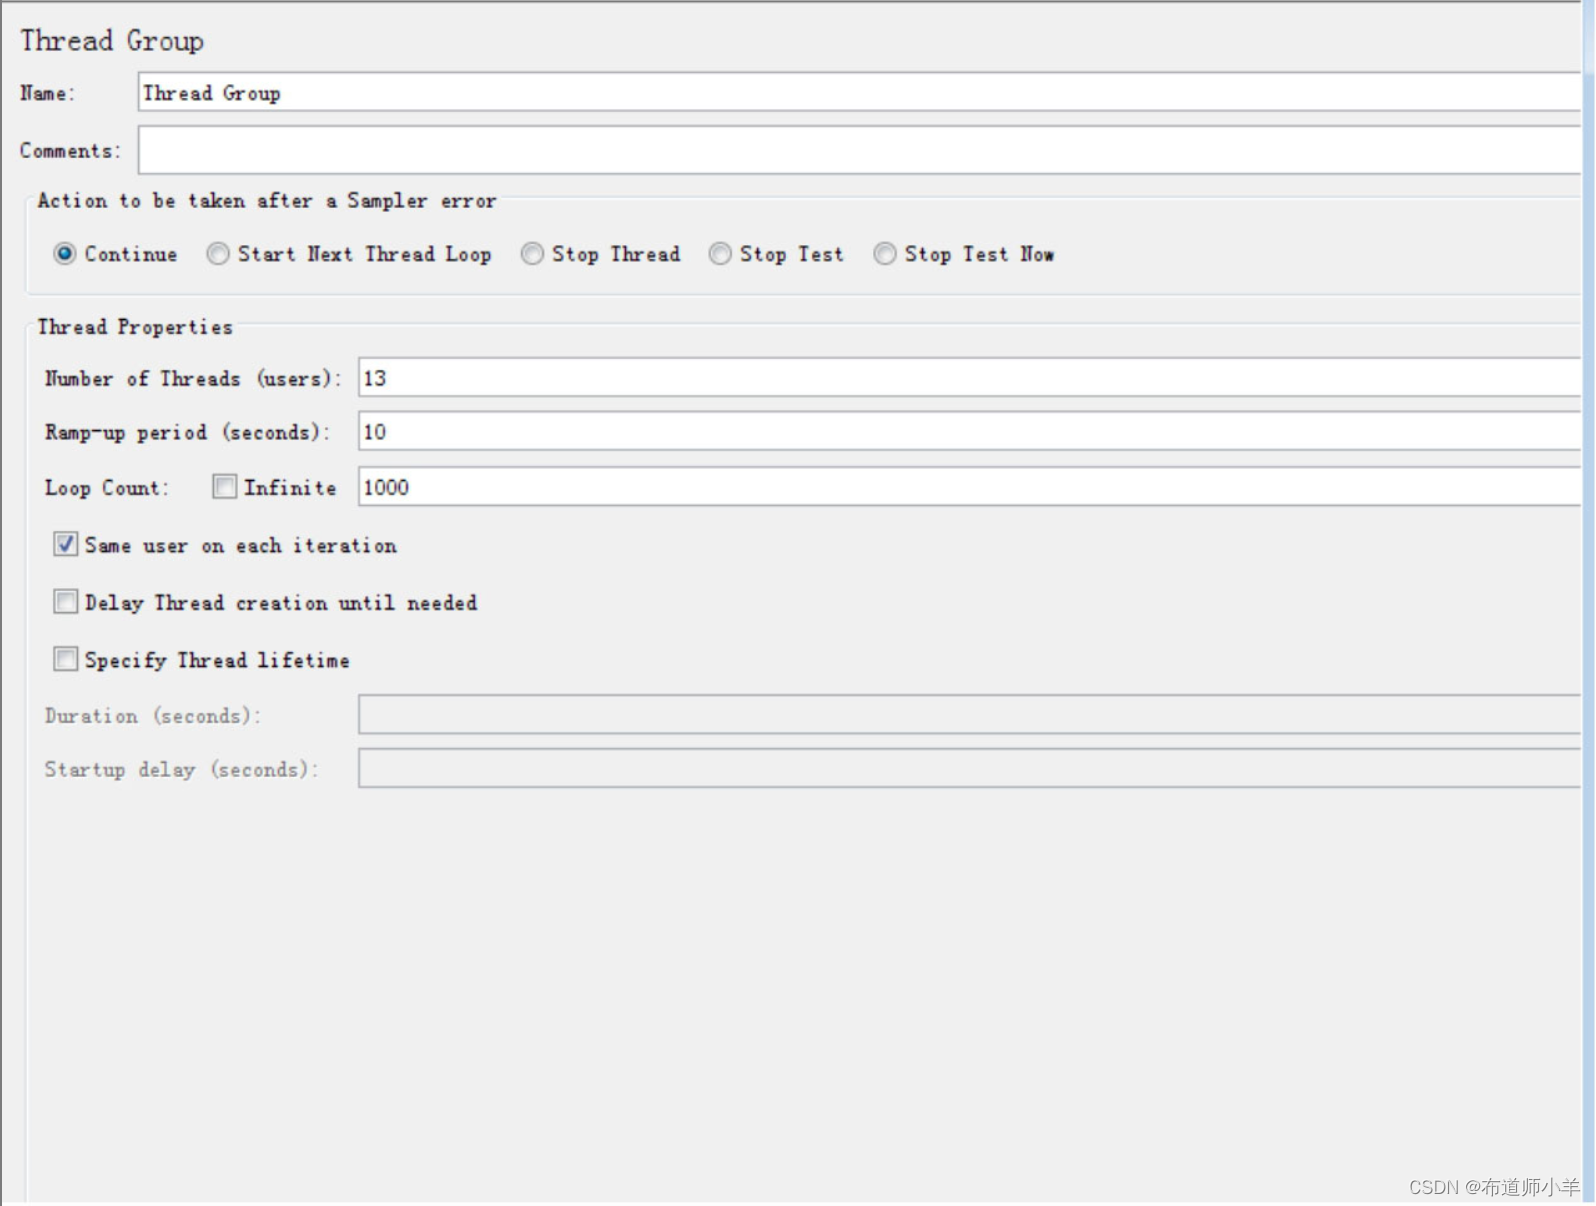 Thread Group
Name: Thread Group
Comments:
Action to be taken after a Sampler error
Continue Start Next Thread Loop Stop Thread Stop Test Stop Test Now
Thread Properties
Number of Threads (users): 13
Ramp-up period (seconds): 10
Loop Count: Infinite 1000
Same user on each iteration
Delay Thread creation until needed
Specify Thread lifetime
Duration (seconds):
Startup delay (seconds):
CSDN @布道师小羊